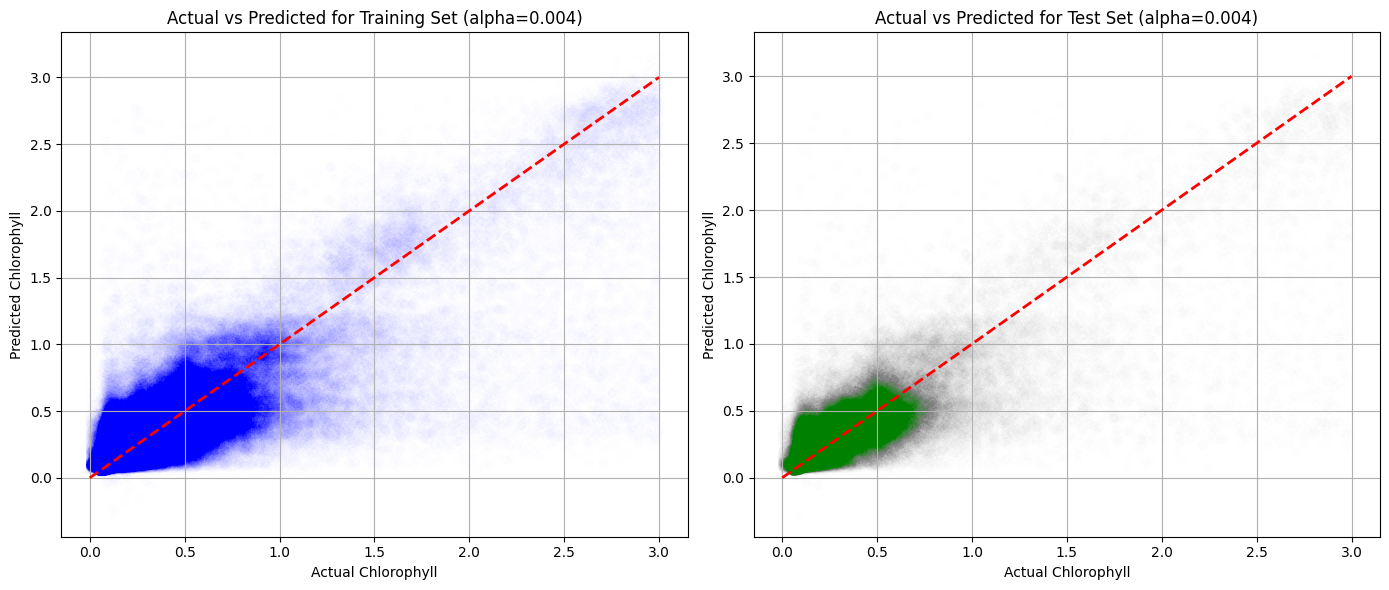 Actual vs Predicted for Training Set (alpha=0.004)
Predicted Chlorophyll
3.0
2.5
2.0
1.5
1.0
0.5
0.0
0.0 0.5 1.0 1.5 2.0 2.5 3.0
Actual Chlorophyll
Actual vs Predicted for Test Set (alpha=0.004)
Predicted Chlorophyll
3.0
2.5
2.0
1.5
1.0
0.5
0.0
0.0 0.5 1.0 1.5 2.0 2.5 3.0
Actual Chlorophyll